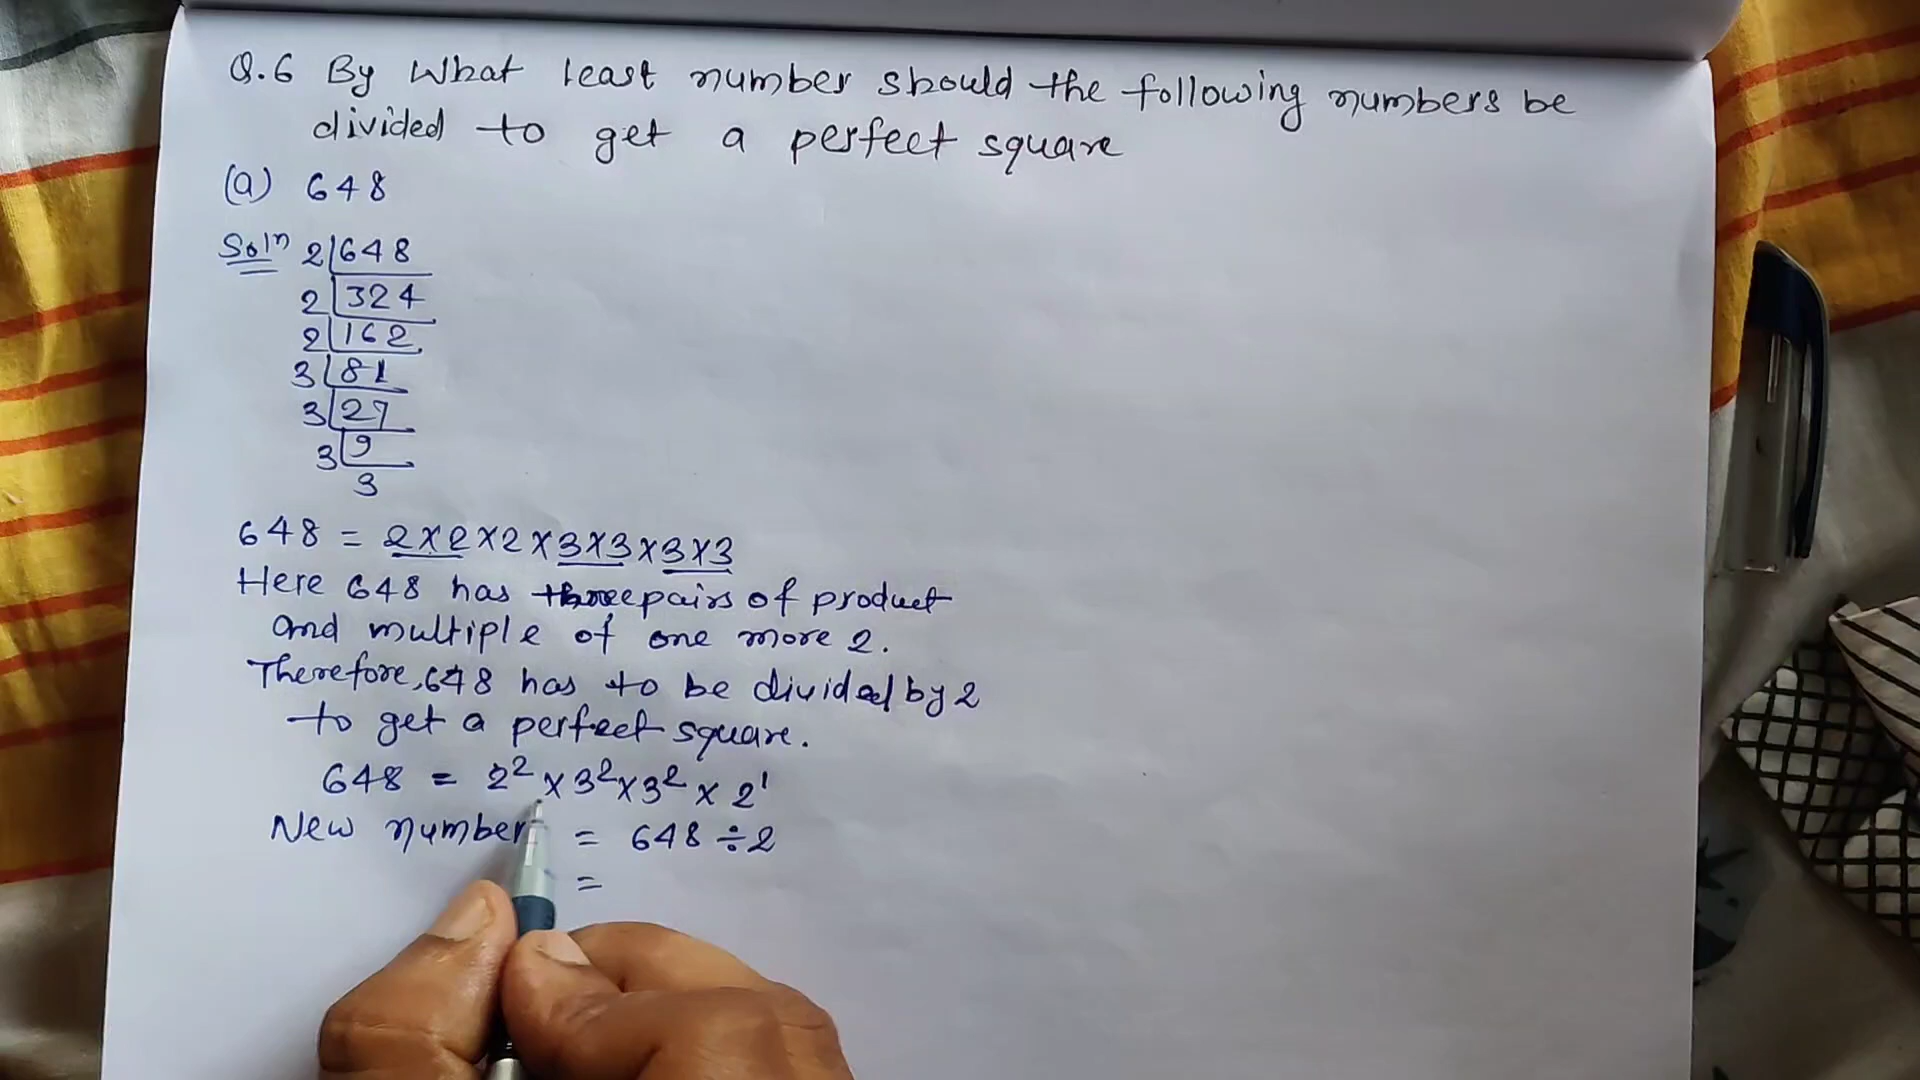 Q.6 By What least number should the following numbers be
divided to get a perfect square
(a) 648
Soln 2 648
2 324
2 162
3 81
3 27
3 9
3
648 = 2×2×2×3×3×3×3
Here 648 has three pairs of product
and multiple of one more 2.
Therefore, 648 has to be divided by 2
to get a perfect square.
648 = 2² × 3² × 3² × 2¹
New number = 648 ÷ 2
=